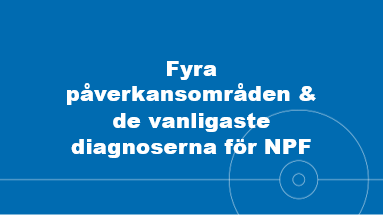 Fyra
påverkansområden &
de vanligaste
diagnoserna för NPF